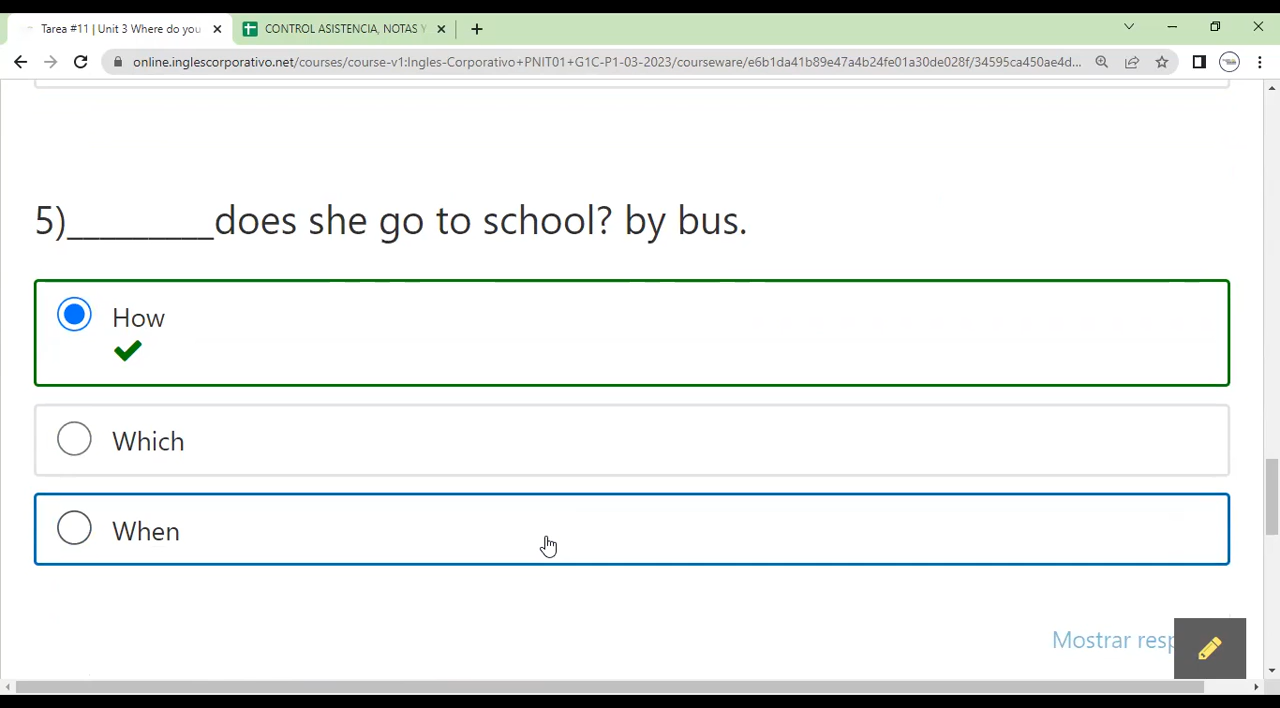 Tarea #11 | Unit 3 Where do you
CONTROL ASISTENCIA, NOTAS Y
online.inglescorporativo.net/courses/course-v1:Ingles-Corporativo+PNIT01+G1C-P1-03-2023/courseware/e6b1da41b89e47a4b24fe01a30de028f/34595ca450ae4d...
5)_________does she go to school? by bus.
How
Which
When
Mostrar resp